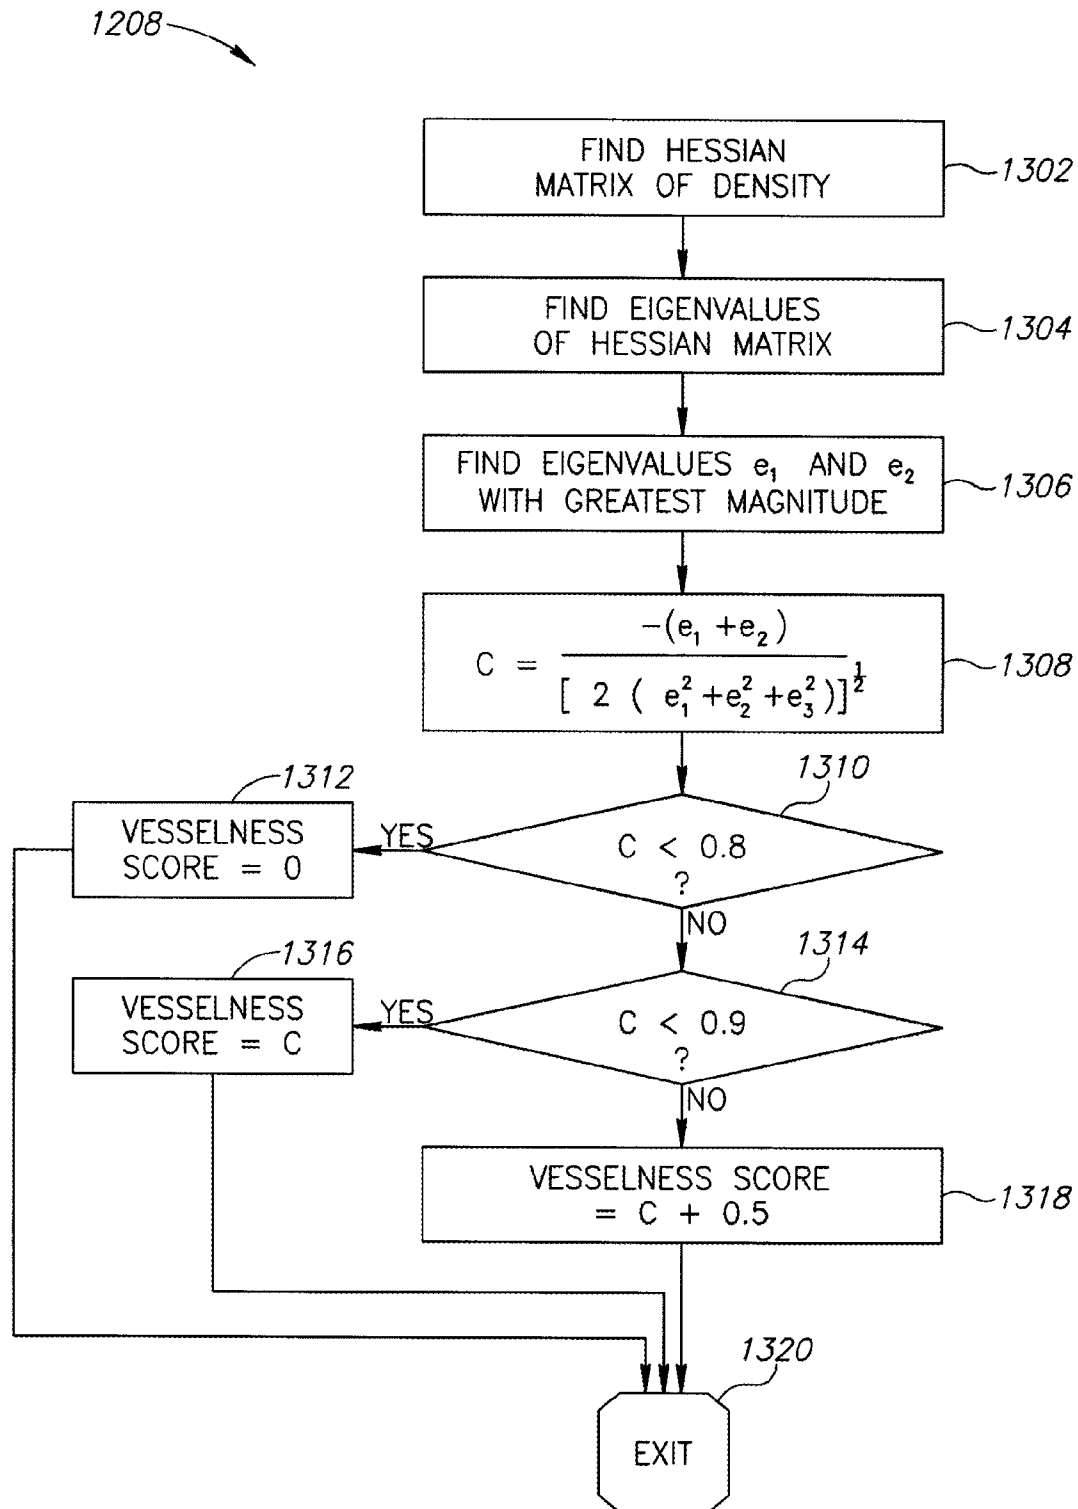 1208
FIND HESSIAN
MATRIX OF DENSITY
1302
FIND EIGENVALUES
OF HESSIAN MATRIX
1304
FIND EIGENVALUES e₁ AND e₂
WITH GREATEST MAGNITUDE
1306
C = -(e₁ +e₂) / [ 2 ( e₁²+e₂²+e₃²)]^½
1308
1310
C < 0.8
?
YES
NO
1312
VESSELNESS
SCORE = 0
1314
C < 0.9
?
YES
NO
1316
VESSELNESS
SCORE = C
VESSELNESS SCORE
= C + 0.5
1318
1320
EXIT